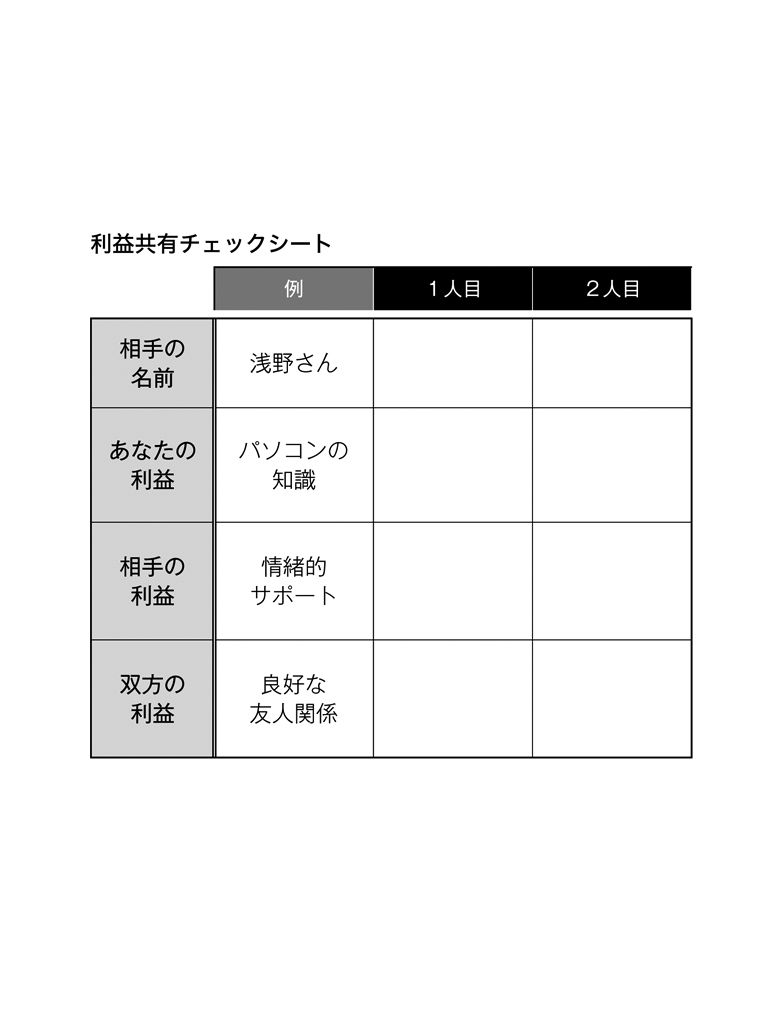 利益共有チェックシート
例
１人目
２人目
相手の
名前
浅野さん
あなたの
利益
パソコンの
知識
相手の
利益
情緒的
サポート
双方の
利益
良好な
友人関係